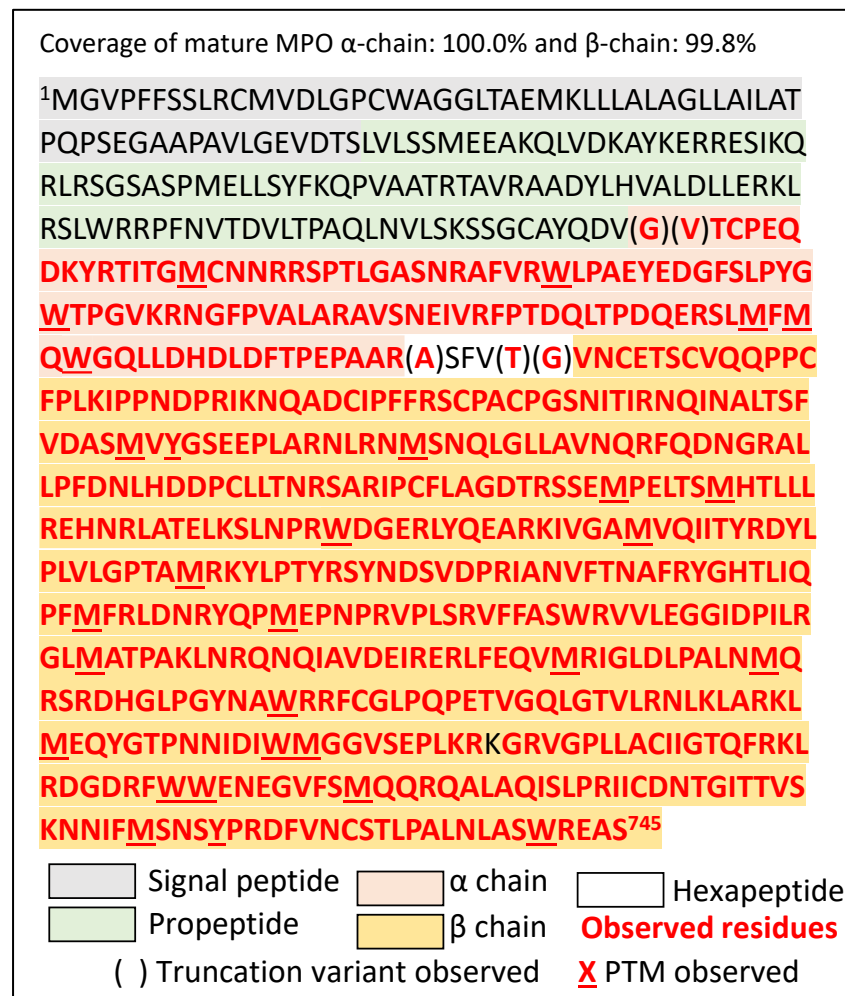 Coverage of mature MPO α-chain: 100.0% and β-chain: 99.8%
1MGVPFFSSLRCMVDLGPCWAGGLTAEMKLLLALAGLLAILAT
PQPSEGAAPAVLGEVDTSLVLSSMEEAKQLVDKAYKERRESIKQ
RLRSGSASPMELLSYFKQPVAATRTAVRAADYLHVALDLLERKL
RSLWRRPFNVTDVLTPAQLNVLSKSSGCAYQDV(G)(V)TCPEQ
DKYRTITGMCNNRRSPTLGASNRAFVRWLPAEYEDGFSLPYG
WTPGVKRNGFPVALARAVSNEIVRFPTDQLTPDQERSLMFM
QWGQLLDHDLDFTPEPAAR(A)SFV(T)(G)VNCETSCVQQPPC
FPLKIPPNDPRIKNQADCIPFFRSCPACPGSNITIRNQINALTSF
VDASMVYGSEEPLARNLRNMSNQLGLLAVNQRFQDNGRAL
LPFDNLHDDPCLLTNRSARIPCFLAGDTRSSEMPELTSMHTLLL
REHNRLATELKSLNPRWDGERLYQEARKIVGAMVQIITYRDYL
PLVLGPTAMRKYLPTYRSYNDSVDPRIANVFTNAFRYGHTLIQ
PFMFRLDNRYQPMEPNPRVPLSRVFFASWRVVLEGGIDPILR
GLMATPAKLNRQNQIAVDEIRERLFEQVMRIGLDLPALNMQ
RSRDHGLPGYNAWRRFCGLPQPETVGQLGTVLRNLKLARKL
MEQYGTPNNIDIWMGGVSEPLKRKGRVGPLLACIIGTQFRKL
RDGDRFWWENEGVFSMQQRQALAQISLPRIICDNTGITTVS
KNNIFMSNSYPRDFVNCSTLPALNLASWREAS745
Signal peptide α chain Hexapeptide
Propeptide β chain Observed residues
( ) Truncation variant observed X PTM observed